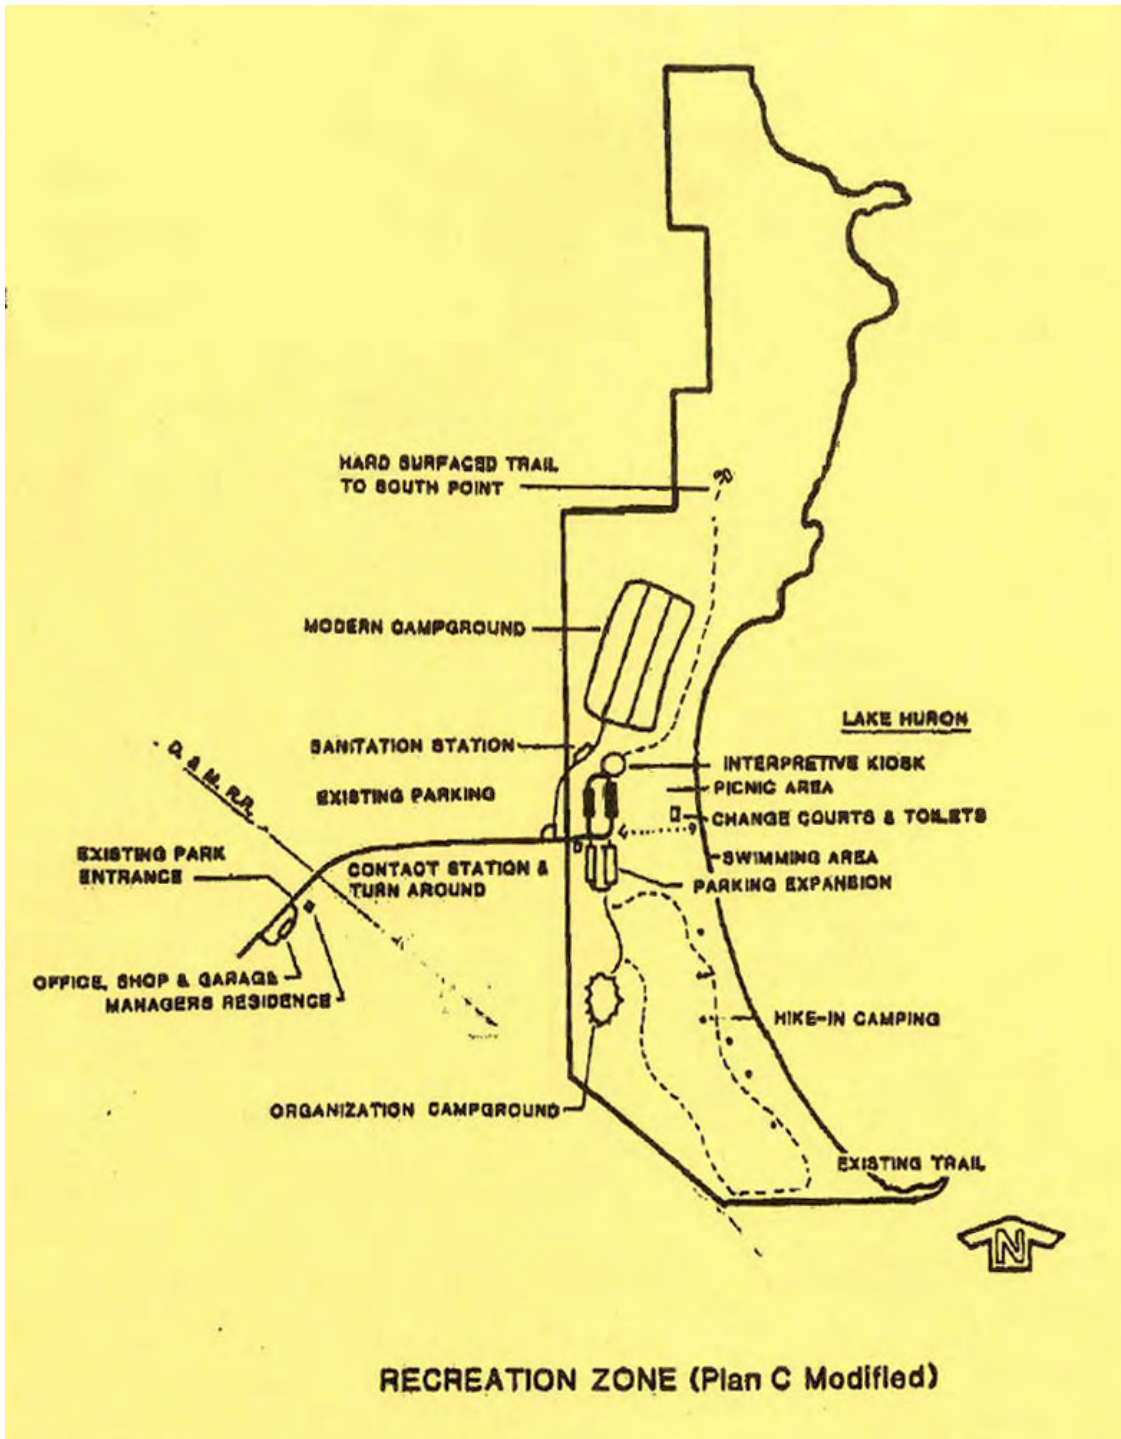 HARD SURFACED TRAIL
TO SOUTH POINT
MODERN CAMPGROUND
LAKE HURON
SANITATION STATION
D. & M. R.R.
INTERPRETIVE KIOSK
EXISTING PARKING
PICNIC AREA
CHANGE COURTS & TOILETS
EXISTING PARK
ENTRANCE
CONTACT STATION &
TURN AROUND
SWIMMING AREA
PARKING EXPANSION
OFFICE, SHOP & GARAGE
MANAGERS RESIDENCE
HIKE-IN CAMPING
ORGANIZATION CAMPGROUND
EXISTING TRAIL
N
RECREATION ZONE (Plan C Modified)